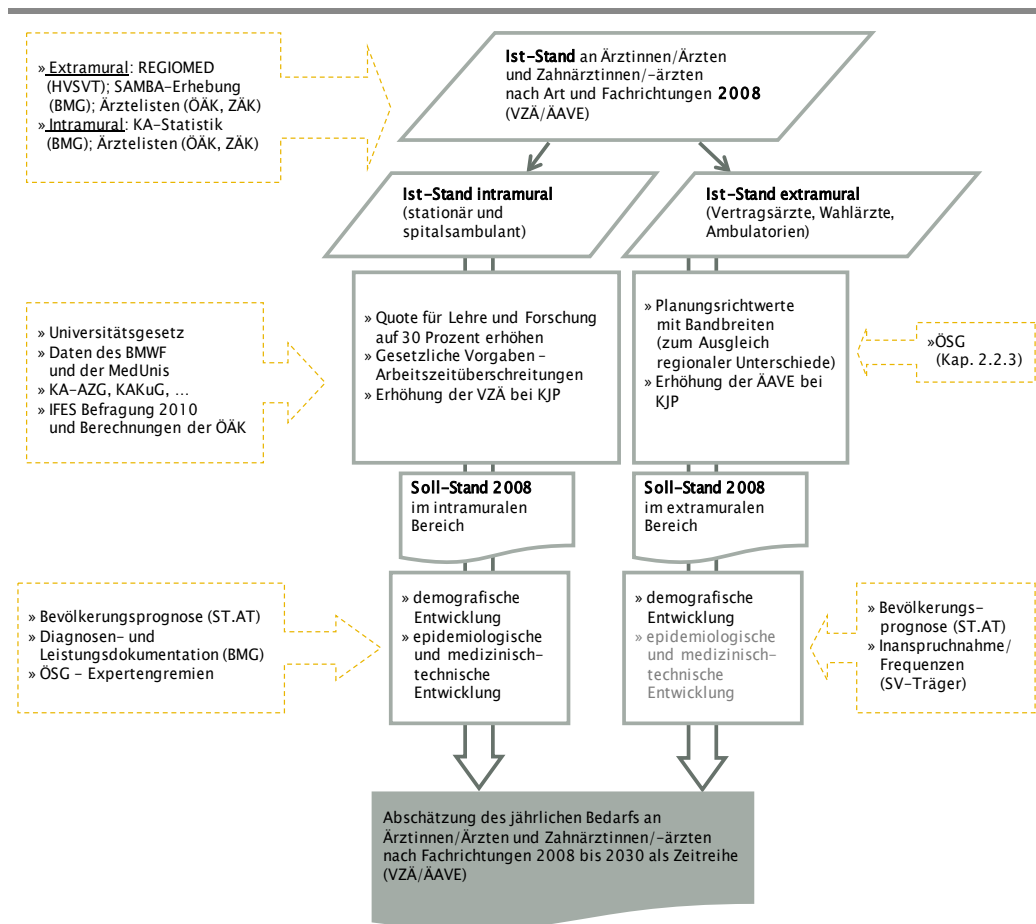 » Extramural: REGIOMED
(HVSVT); SAMBA-Erhebung
(BMG); Ärztelisten (ÖÄK, ZÄK)
» Intramural: KA-Statistik
(BMG); Ärztelisten (ÖÄK, ZÄK)
Ist-Stand an Ärztinnen/Ärzten
und Zahnärztinnen/-ärzten
nach Art und Fachrichtungen 2008
(VZÄ/ÄAVE)
Ist-Stand intramural
(stationär und
spitalsambulant)
Ist-Stand extramural
(Vertragsärzte, Wahlärzte,
Ambulatorien)
» Universitätsgesetz
» Daten des BMWF
und der MedUnis
» KA-AZG, KAKuG, ...
» IFES Befragung 2010
und Berechnungen der ÖÄK
» Quote für Lehre und Forschung
auf 30 Prozent erhöhen
» Gesetzliche Vorgaben -
Arbeitszeitüberschreitungen
» Erhöhung der VZÄ bei KJP
» Planungsrichtwerte
mit Bandbreiten
(zum Ausgleich
regionaler Unterschiede)
» Erhöhung der ÄAVE bei
KJP
»ÖSG
(Kap. 2.2.3)
Soll-Stand 2008
im intramuralen
Bereich
Soll-Stand 2008
im extramuralen
Bereich
» Bevölkerungsprognose (ST.AT)
» Diagnosen- und
Leistungsdokumentation (BMG)
» ÖSG - Expertengremien
» demografische
Entwicklung
» epidemiologische
und medizinisch-
technische
Entwicklung
» demografische
Entwicklung
» epidemiologische
und medizinisch-
technische
Entwicklung
» Bevölkerungs-
prognose (ST.AT)
» Inanspruchnahme/
Frequenzen
(SV-Träger)
Abschätzung des jährlichen Bedarfs an
Ärztinnen/Ärzten und Zahnärztinnen/-ärzten
nach Fachrichtungen 2008 bis 2030 als Zeitreihe
(VZÄ/ÄAVE)